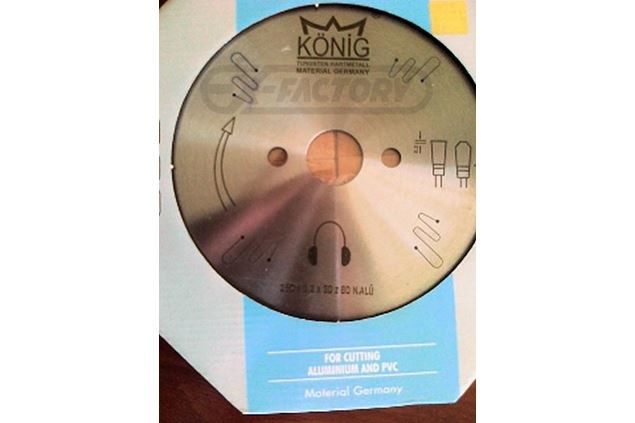 KÖNIG
TUNGSTEN HARTMETALL
MATERIAL GERMANY
X-FACTORY
FOR CUTTING
ALUMINIUM AND PVC
Material Germany